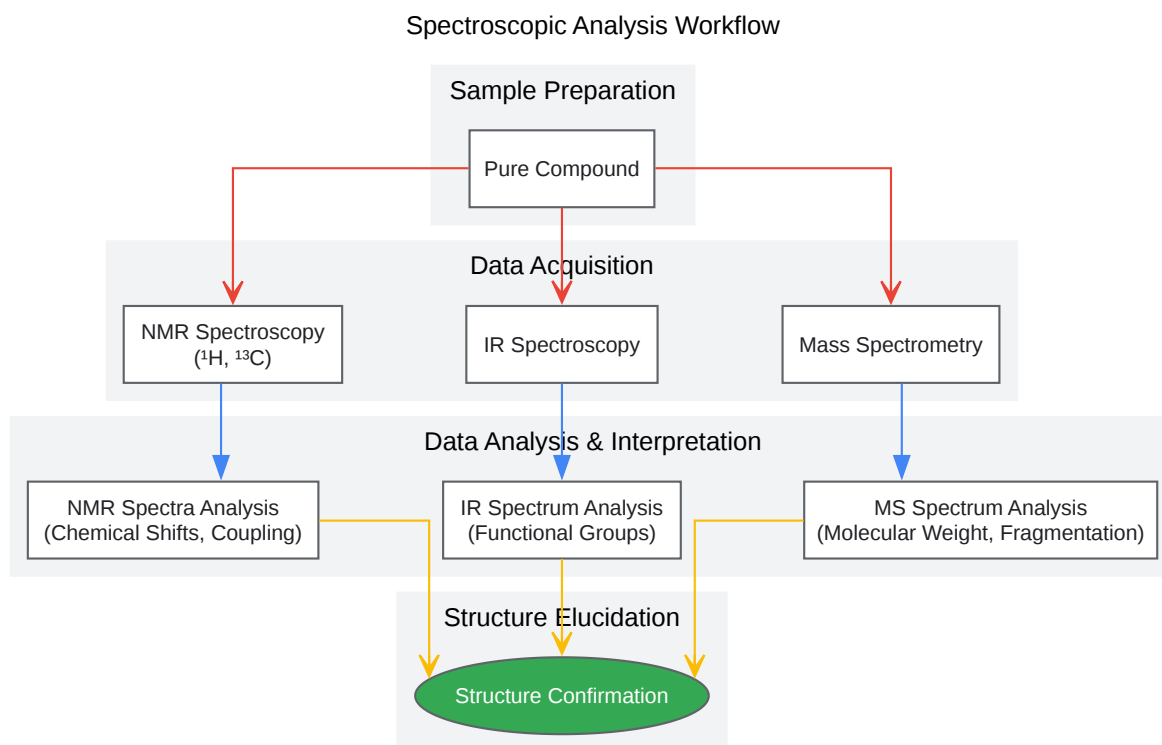 Spectroscopic Analysis Workflow
Sample Preparation
Pure Compound
Data Acquisition
NMR Spectroscopy
(¹H, ¹³C)
IR Spectroscopy
Mass Spectrometry
Data Analysis & Interpretation
NMR Spectra Analysis
(Chemical Shifts, Coupling)
IR Spectrum Analysis
(Functional Groups)
MS Spectrum Analysis
(Molecular Weight, Fragmentation)
Structure Elucidation
Structure Confirmation